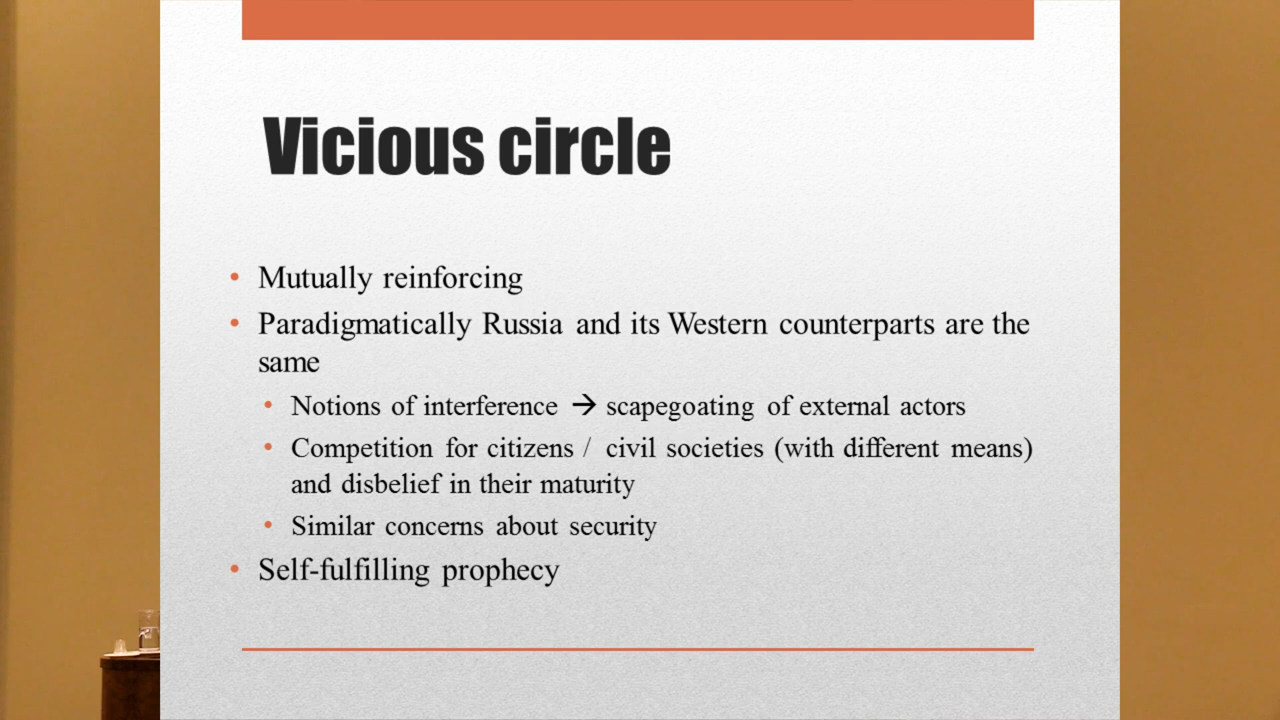 Vicious circle
• Mutually reinforcing
• Paradigmatically Russia and its Western counterparts are the
same
• Notions of interference → scapegoating of external actors
• Competition for citizens / civil societies (with different means)
and disbelief in their maturity
• Similar concerns about security
• Self-fulfilling prophecy